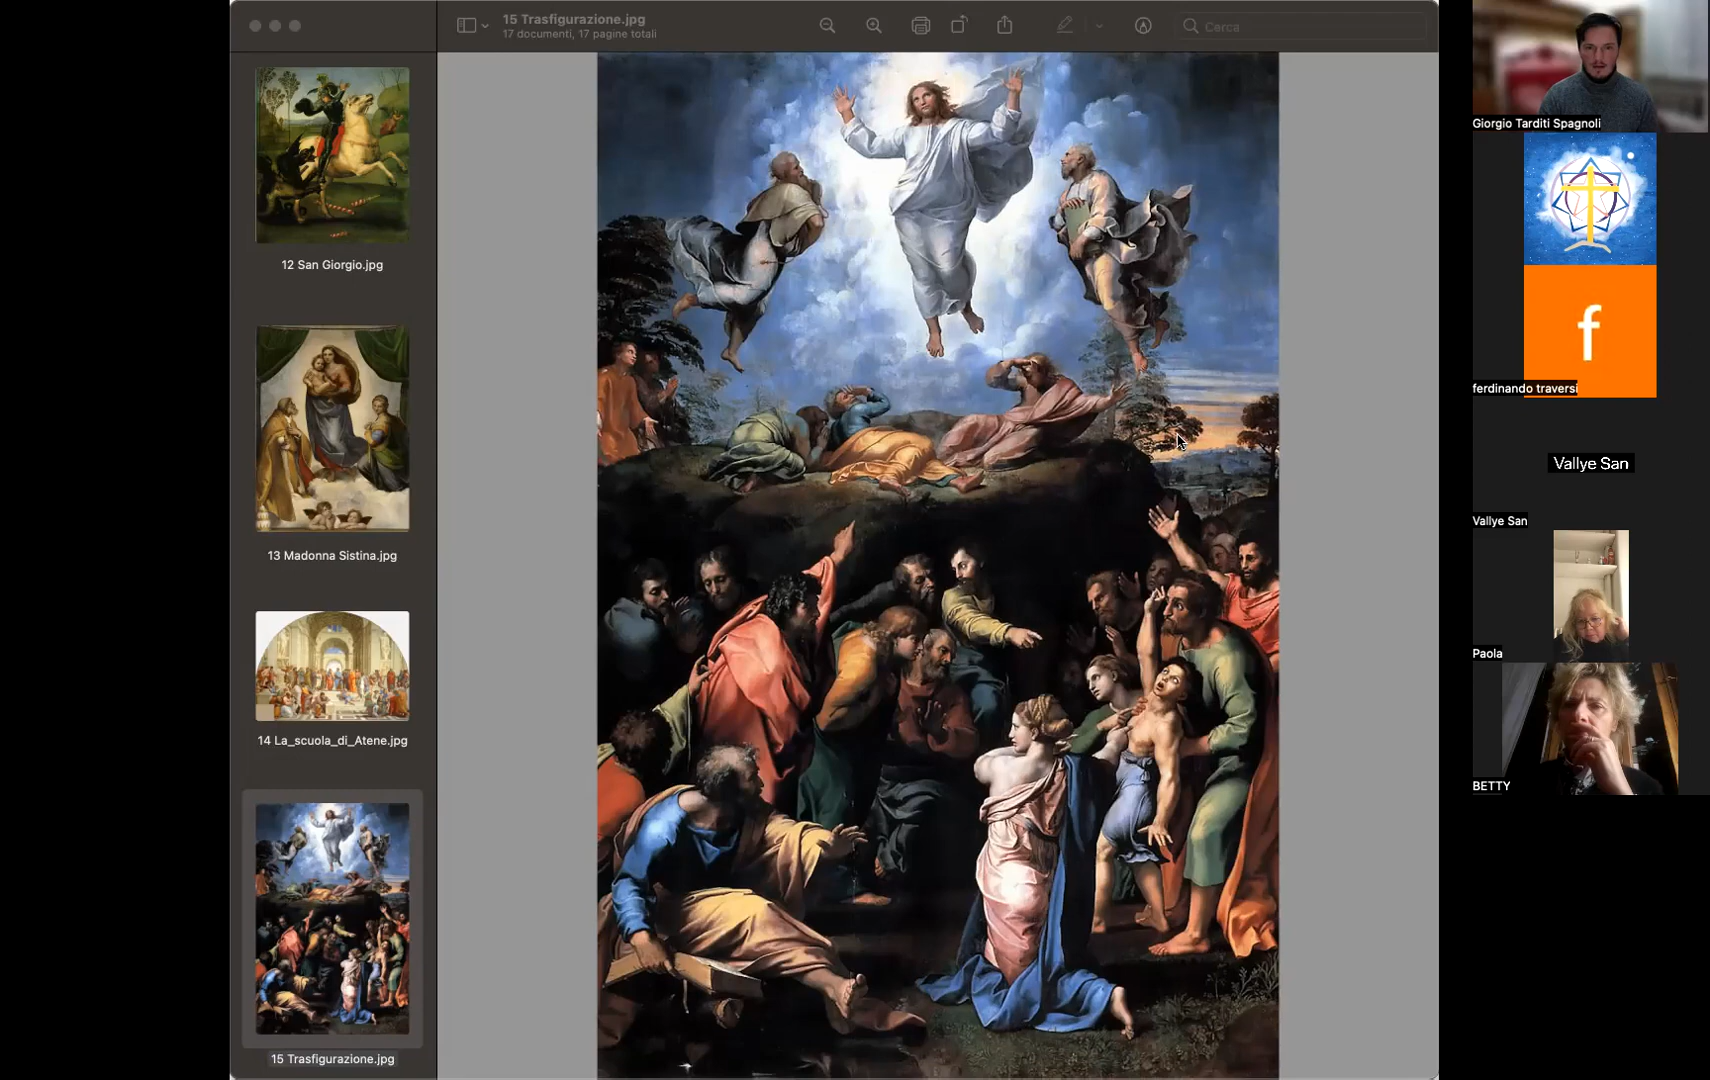 15 Trasfigurazione.jpg
17 documenti, 17 pagine totali
Cerca
12 San Giorgio.jpg
13 Madonna Sistina.jpg
14 La_scuola_di_Atene.jpg
15 Trasfigurazione.jpg
Giorgio Tarditi Spagnoli
f
ferdinando traversi
Vallye San
Vallye San
Paola
BETTY